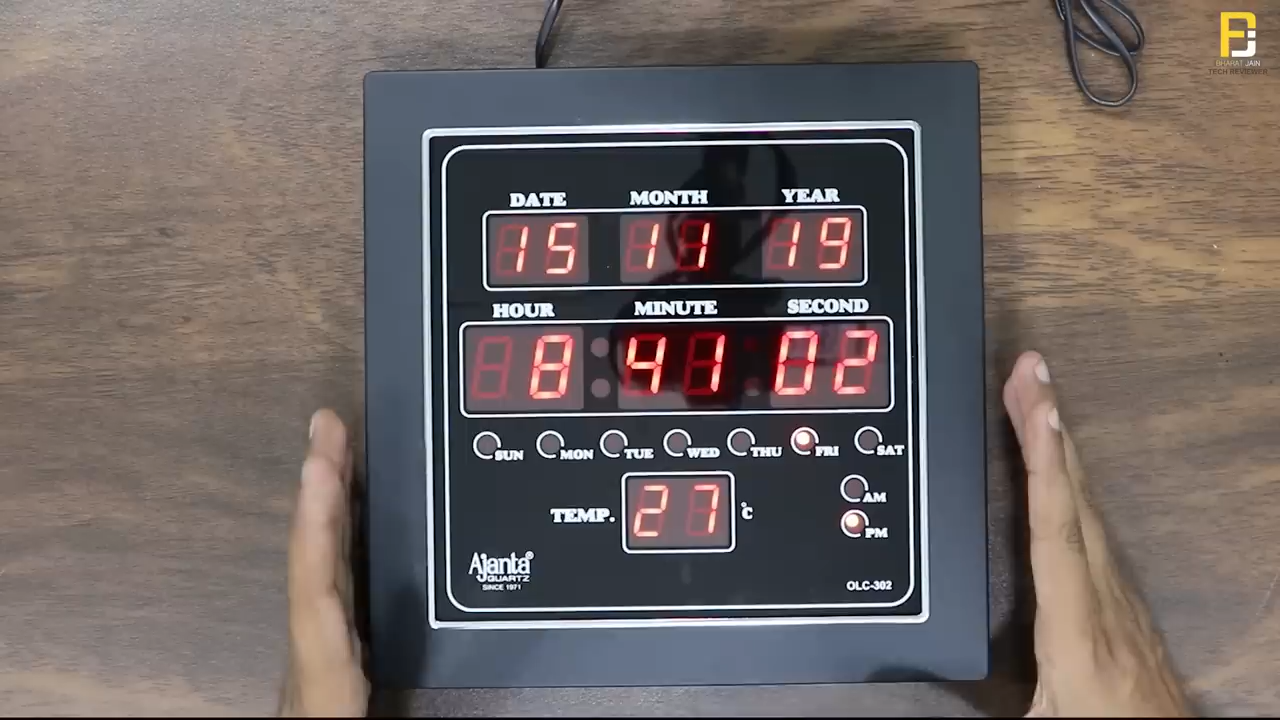 BHARAT JAIN
TECH REVIEWER
DATE MONTH YEAR
15 11 19
HOUR MINUTE SECOND
8 : 41 : 02
SUN MON TUE WED THU FRI SAT
AM
TEMP. 27 °C
PM
Ajanta®
QUARTZ
SINCE 1971
OLC-302